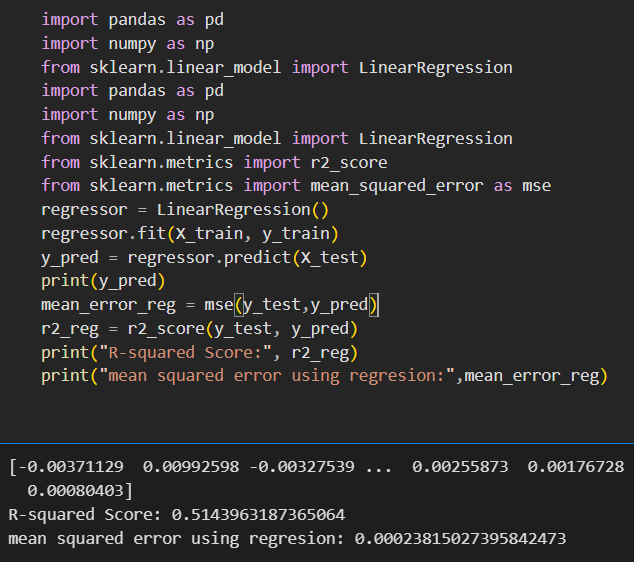 import pandas as pd
import numpy as np
from sklearn.linear_model import LinearRegression
import pandas as pd
import numpy as np
from sklearn.linear_model import LinearRegression
from sklearn.metrics import r2_score
from sklearn.metrics import mean_squared_error as mse
regressor = LinearRegression()
regressor.fit(X_train, y_train)
y_pred = regressor.predict(X_test)
print(y_pred)
mean_error_reg = mse(y_test,y_pred)
r2_reg = r2_score(y_test, y_pred)
print("R-squared Score:", r2_reg)
print("mean squared error using regresion:",mean_error_reg)
[-0.00371129  0.00992598 -0.00327539 ...  0.00255873  0.00176728
  0.00080403]
R-squared Score: 0.5143963187365064
mean squared error using regresion: 0.00023815027395842473